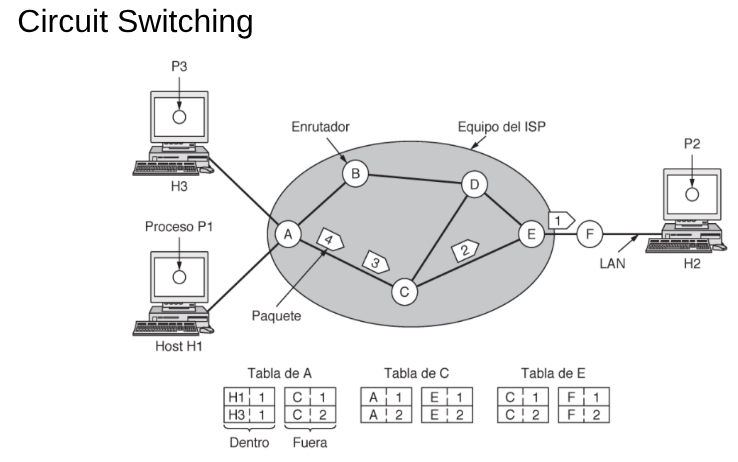 Circuit Switching
P3
Enrutador
Equipo del ISP
P2
B
D
H3
1
Proceso P1
A
4
E
F
3
2
LAN
H2
C
Paquete
Host H1
Tabla de A
Tabla de C
Tabla de E
H1 1 C 1 A 1 E 1 C 1 F 1
H3 1 C 2 A 2 E 2 C 2 F 2
Dentro Fuera